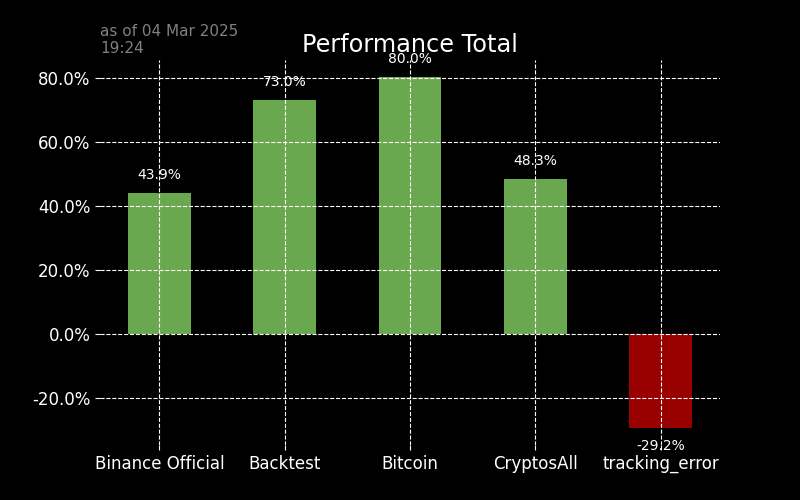 as of 04 Mar 2025
19:24
Performance Total
80.0%
60.0%
40.0%
20.0%
0.0%
-20.0%
43.9%
73.0%
80.0%
48.3%
-29.2%
Binance Official
Backtest
Bitcoin
CryptosAll
tracking_error